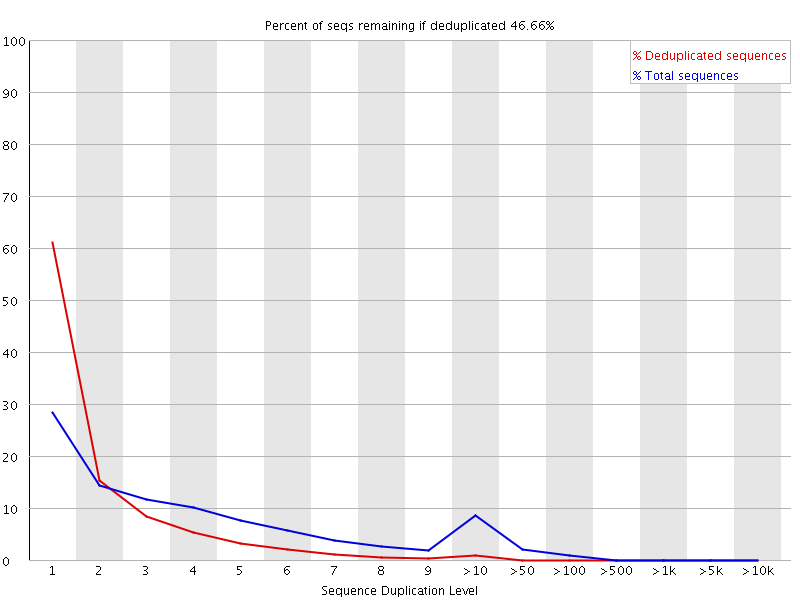 Percent of seqs remaining if deduplicated 46.66%
% Deduplicated sequences
% Total sequences
100
90
80
70
60
50
40
30
20
10
0
1 2 3 4 5 6 7 8 9 >10 >50 >100 >500 >1k >5k >10k
Sequence Duplication Level